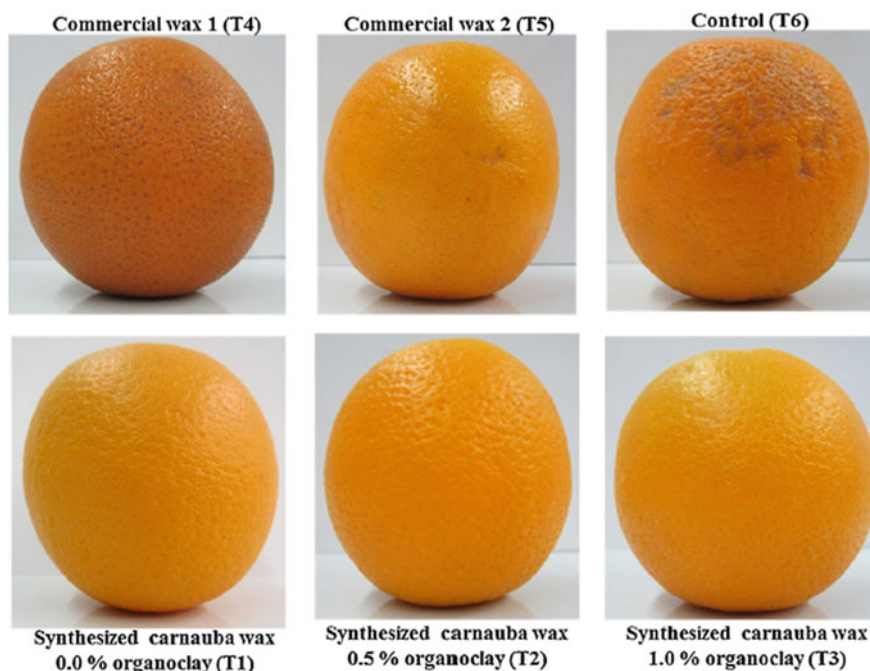 Commercial wax 1 (T4)
Commercial wax 2 (T5)
Control (T6)
Synthesized carnauba wax
0.0 % organoclay (T1)
Synthesized carnauba wax
0.5 % organoclay (T2)
Synthesized carnauba wax
1.0 % organoclay (T3)